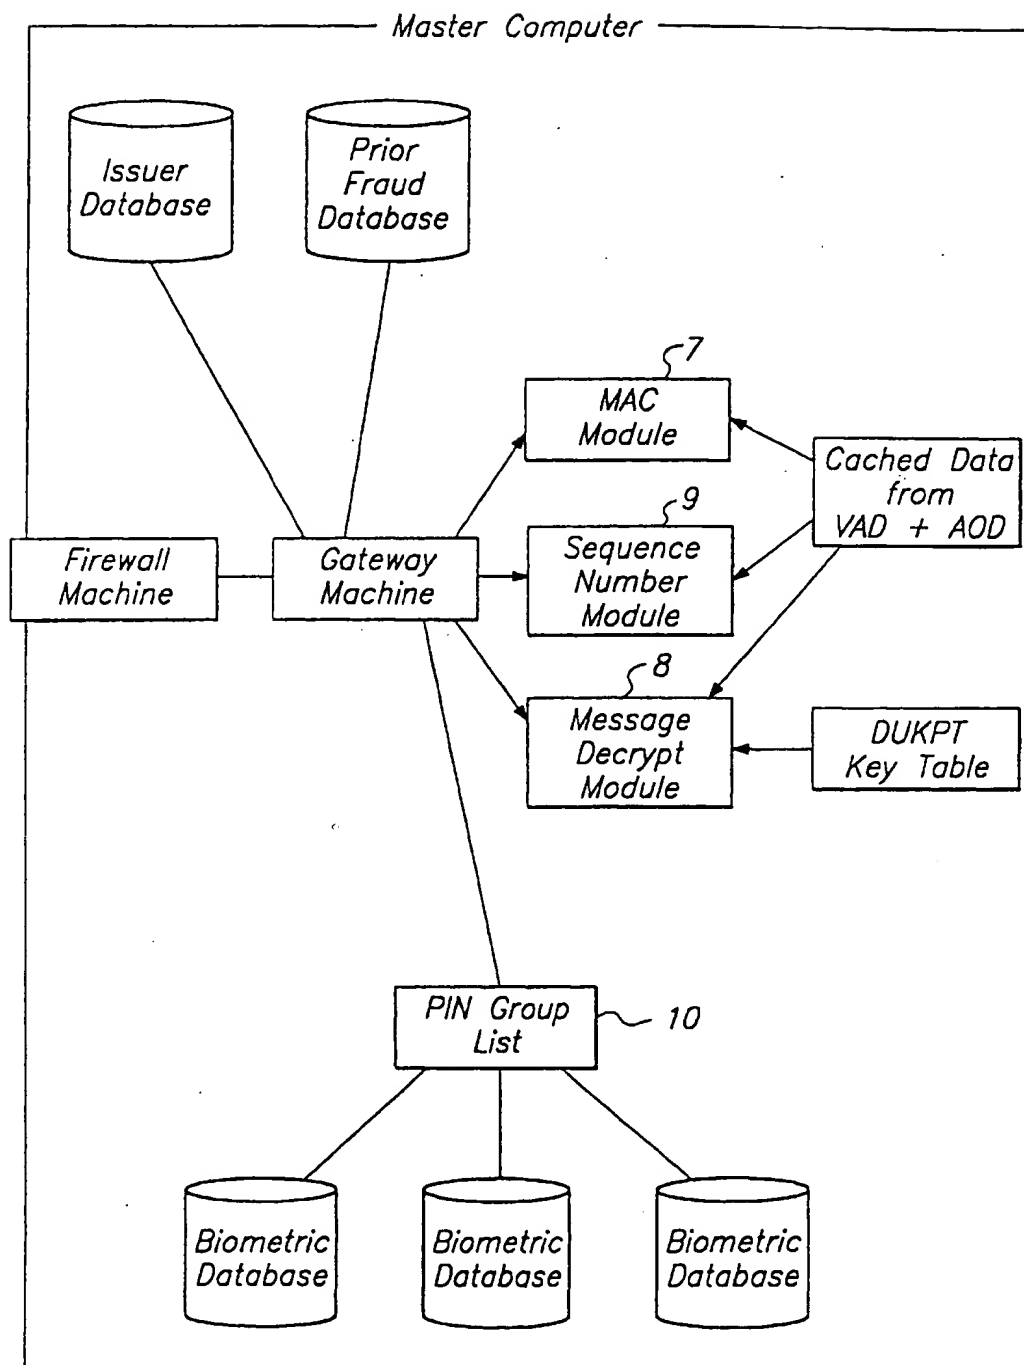 Master Computer
Issuer
Database
Prior
Fraud
Database
7
MAC
Module
Cached Data
from
VAD + AOD
9
Sequence
Number
Module
Firewall
Machine
Gateway
Machine
8
Message
Decrypt
Module
DUKPT
Key Table
PIN Group
List
10
Biometric
Database
Biometric
Database
Biometric
Database